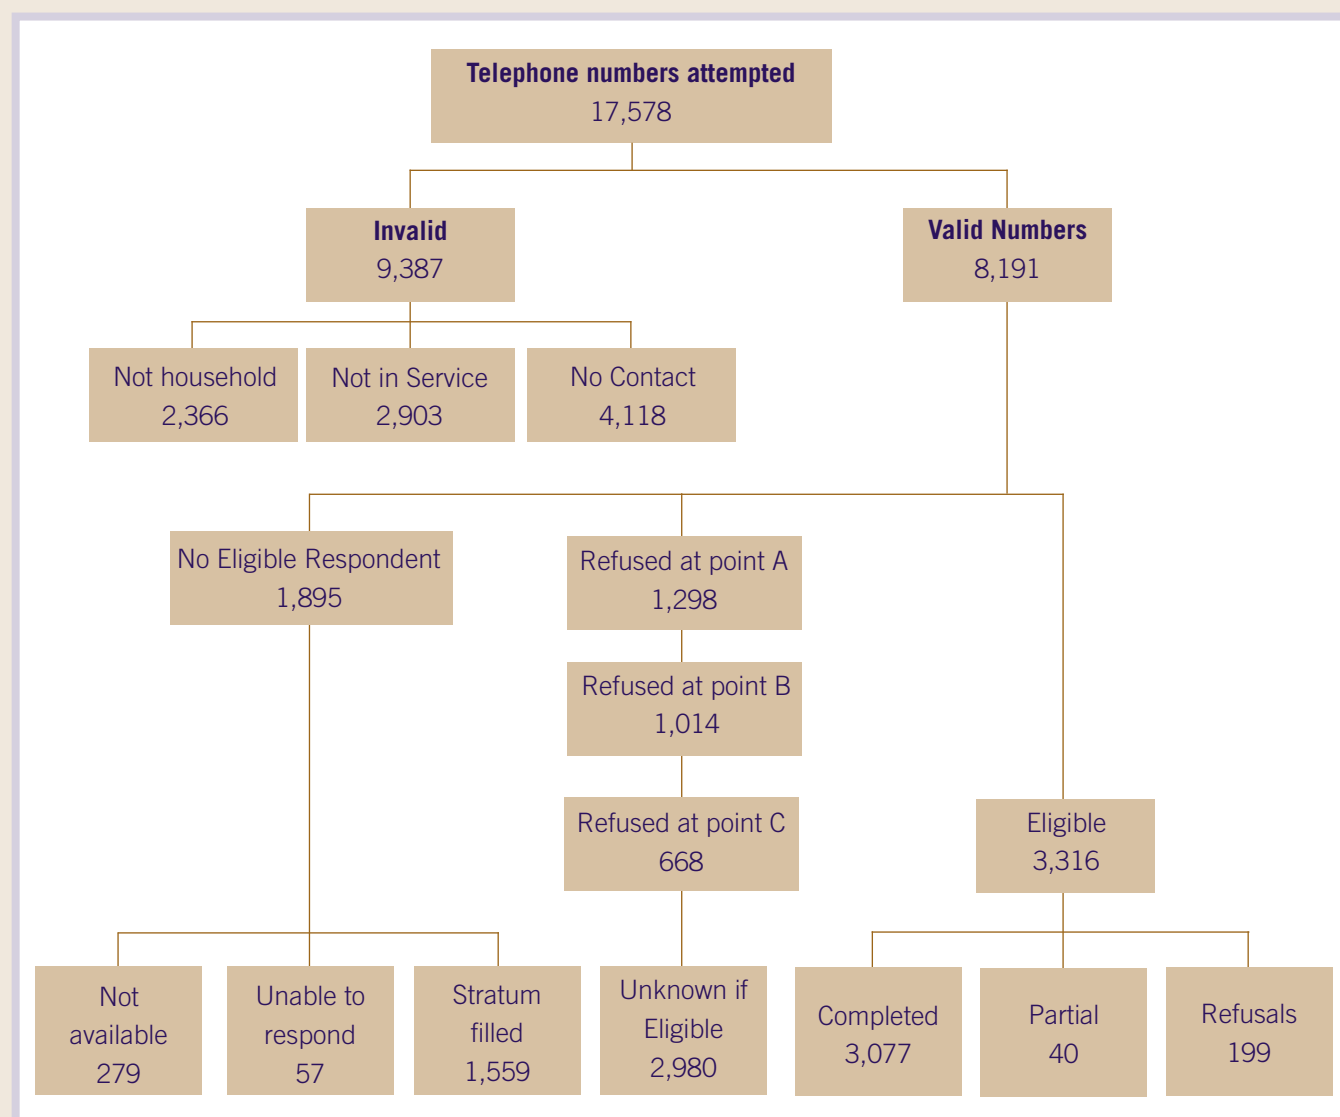 Telephone numbers attempted
17,578
Invalid
9,387
Valid Numbers
8,191
Not household
2,366
Not in Service
2,903
No Contact
4,118
No Eligible Respondent
1,895
Refused at point A
1,298
Refused at point B
1,014
Refused at point C
668
Eligible
3,316
Not
available
279
Unable to
respond
57
Stratum
filled
1,559
Unknown if
Eligible
2,980
Completed
3,077
Partial
40
Refusals
199